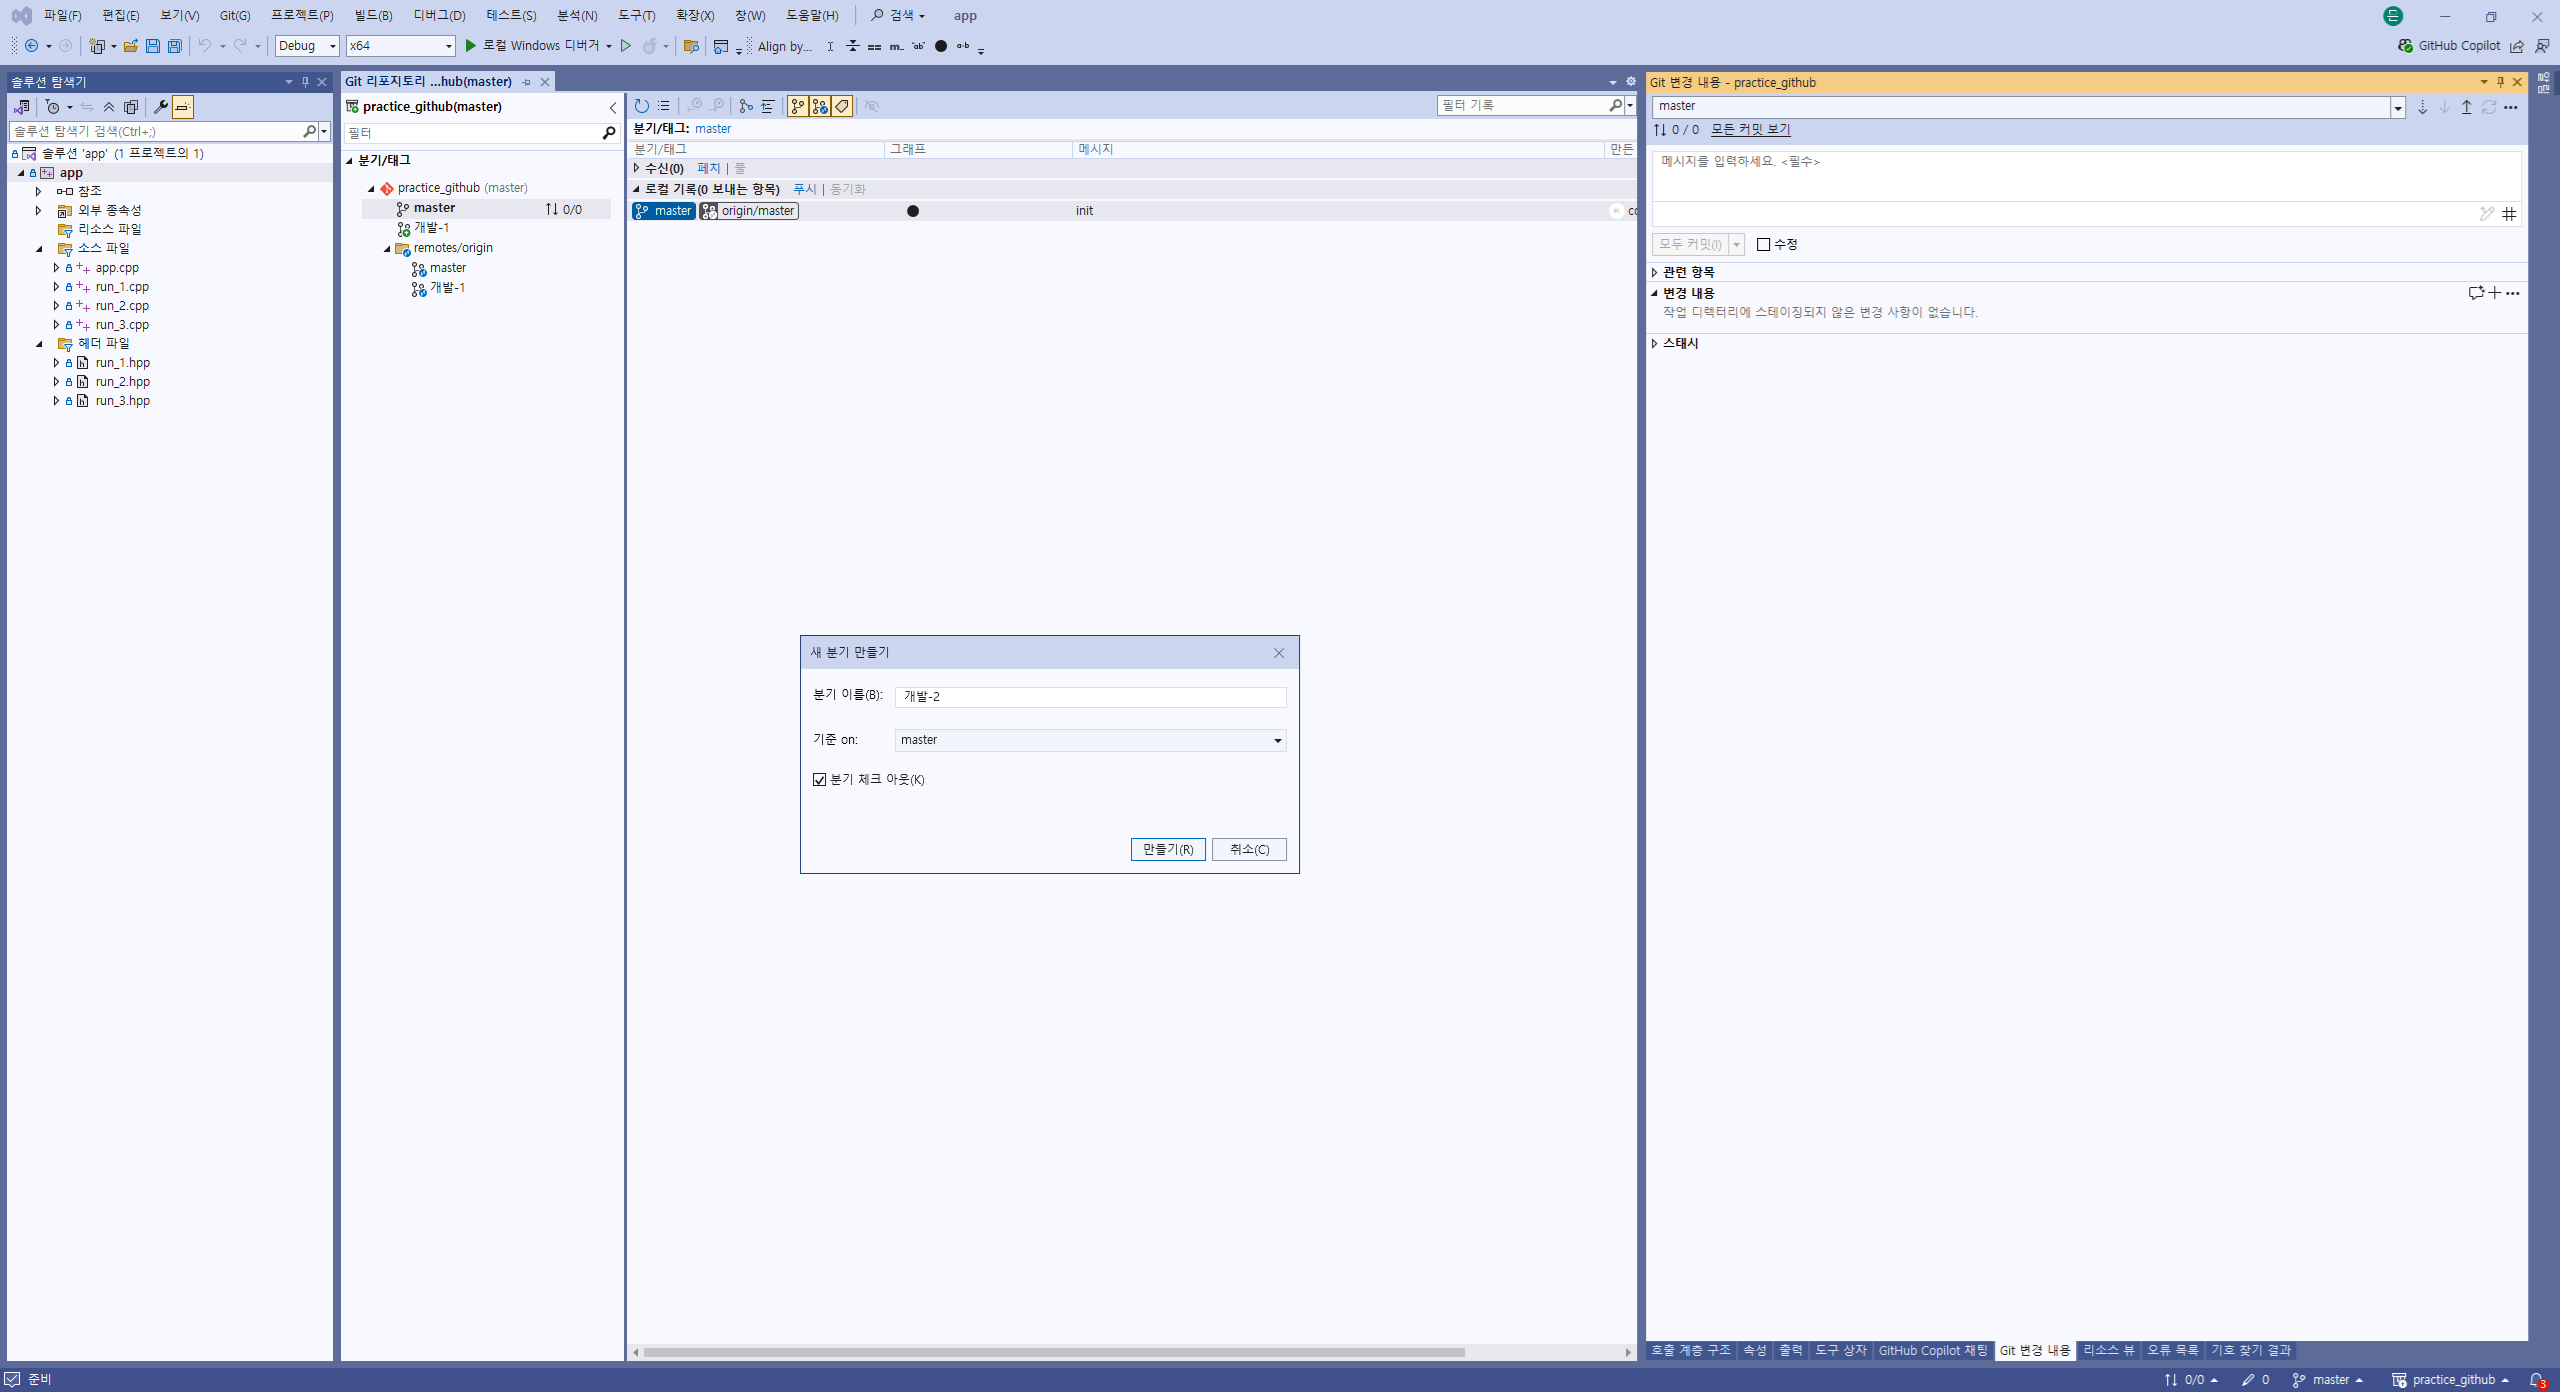 파일(F) 편집(E) 보기(V) Git(G) 프로젝트(P) 빌드(B) 디버그(D) 테스트(S) 분석(N) 도구(T) 확장(X) 창(W) 도움말(H) 검색 app 든
Debug x64 로컬 Windows 디버거 Align by... GitHub Copilot
솔루션 탐색기
솔루션 탐색기 검색(Ctrl+;)
솔루션 'app' (1 프로젝트의 1)
app
참조
외부 종속성
리소스 파일
소스 파일
app.cpp
run_1.cpp
run_2.cpp
run_3.cpp
헤더 파일
run_1.hpp
run_2.hpp
run_3.hpp
Git 리포지토리 ...hub(master)
practice_github(master)
필터
분기/태그
practice_github (master)
master 0/0
개발-1
remotes/origin
master
개발-1
필터 기록
분기/태그: master
분기/태그 그래프 메시지 만든
수신(0) 페치 | 풀
로컬 기록(0 보내는 항목) 푸시 | 동기화
master origin/master init cc
새 분기 만들기
분기 이름(B): 개발-2
기준 on: master
분기 체크 아웃(K)
만들기(R) 취소(C)
Git 변경 내용 - practice_github
master
0 / 0 모든 커밋 보기
메시지를 입력하세요. <필수>
모두 커밋(I) 수정
관련 항목
변경 내용
작업 디렉터리에 스테이징되지 않은 변경 사항이 없습니다.
스태시
호출 계층 구조 속성 출력 도구 상자 GitHub Copilot 채팅 Git 변경 내용 리소스 뷰 오류 목록 기호 찾기 결과
준비 0/0 0 master practice_github 3